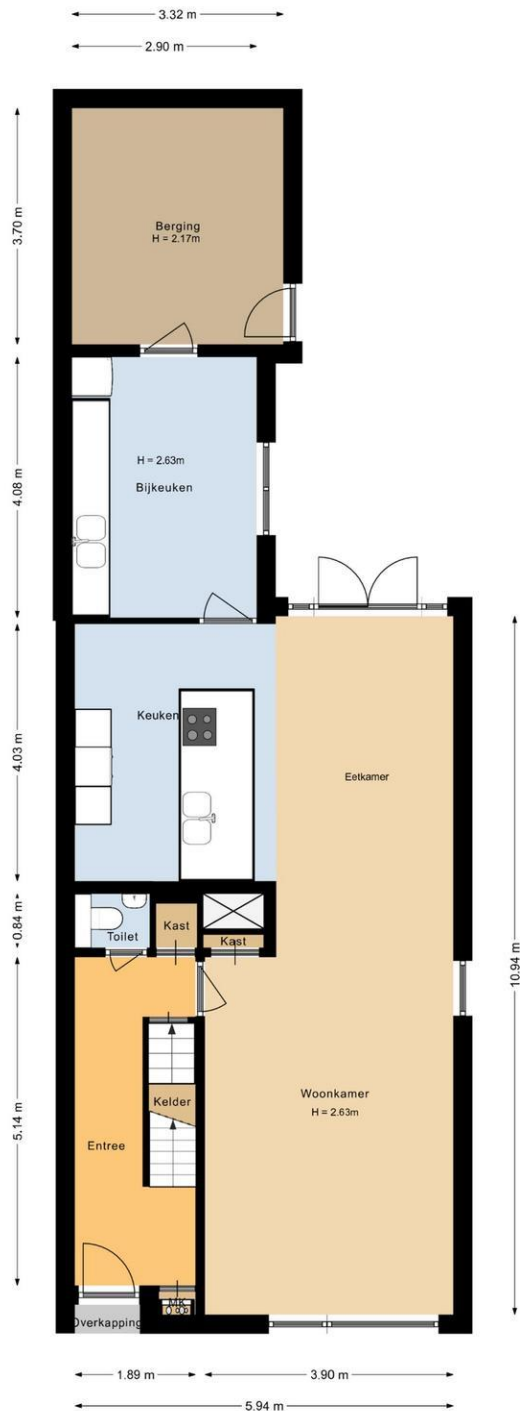 3.32 m
2.90 m
3.70 m
Berging
H = 2.17m
4.08 m
H = 2.63m
Bijkeuken
4.03 m
Keuken
Eetkamer
0.84 m
Toilet
Kast
Kast
10.94 m
5.14 m
Kelder
Woonkamer
H = 2.63m
Entree
MK
Overkapping
1.89 m
3.90 m
5.94 m